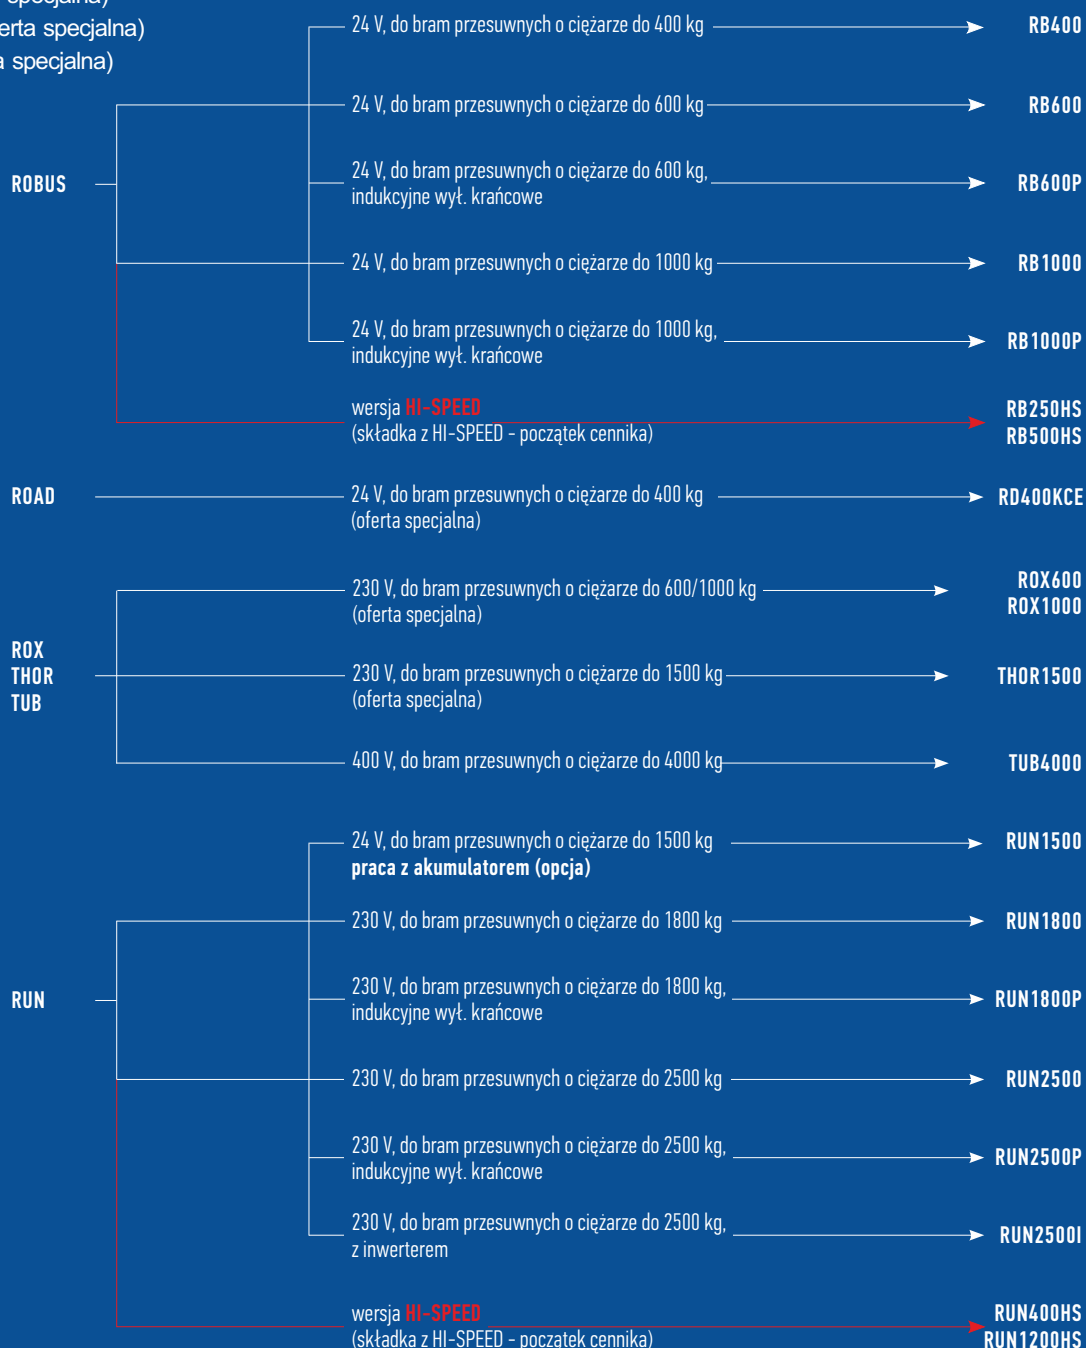 specjalna)
24 V, do bram przesuwnych o ciężarze do 400 kg
RB400
specjalna)
specjalna)
24 V, do bram przesuwnych o ciężarze do 600 kg
RB600
ROBUS
24 V, do bram przesuwnych o ciężarze do 600 kg,
indukcyjne wył. krańcowe
RB600P
24 V, do bram przesuwnych o ciężarze do 1000 kg
RB1000
24 V, do bram przesuwnych o ciężarze do 1000 kg,
indukcyjne wył. krańcowe
RB1000P
wersja HI-SPEED
(składka z HI-SPEED - początek cennika)
RB250HS
RB500HS
ROAD
24 V, do bram przesuwnych o ciężarze do 400 kg
(oferta specjalna)
RD400KCE
230 V, do bram przesuwnych o ciężarze do 600/1000 kg
(oferta specjalna)
ROX600
ROX1000
ROX
THOR
TUB
230 V, do bram przesuwnych o ciężarze do 1500 kg
(oferta specjalna)
THOR1500
400 V, do bram przesuwnych o ciężarze do 4000 kg
TUB4000
24 V, do bram przesuwnych o ciężarze do 1500 kg
praca z akumulatorem (opcja)
RUN1500
230 V, do bram przesuwnych o ciężarze do 1800 kg
RUN1800
RUN
230 V, do bram przesuwnych o ciężarze do 1800 kg,
indukcyjne wył. krańcowe
RUN1800P
230 V, do bram przesuwnych o ciężarze do 2500 kg
RUN2500
230 V, do bram przesuwnych o ciężarze do 2500 kg,
indukcyjne wył. krańcowe
RUN2500P
230 V, do bram przesuwnych o ciężarze do 2500 kg,
z inwerterem
RUN2500I
wersja HI-SPEED
(składka z HI-SPEED - początek cennika)
RUN400HS
RUN1200HS